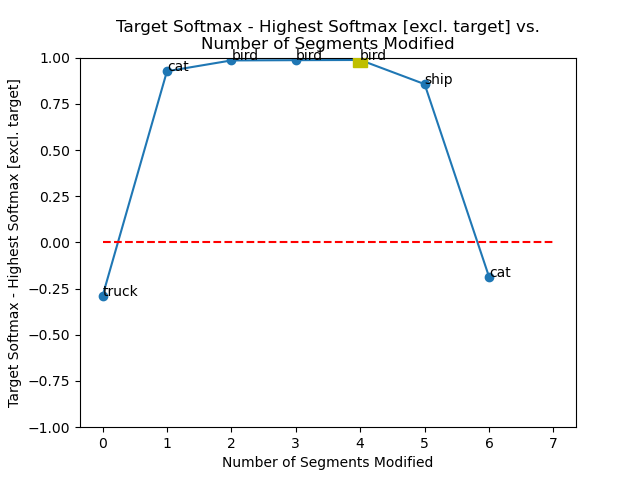 Target Softmax - Highest Softmax [excl. target] vs.
Number of Segments Modified
Target Softmax - Highest Softmax [excl. target]
1.00
0.75
0.50
0.25
0.00
−0.25
−0.50
−0.75
−1.00
truck
cat
bird
bird
bird
ship
cat
0 1 2 3 4 5 6 7
Number of Segments Modified